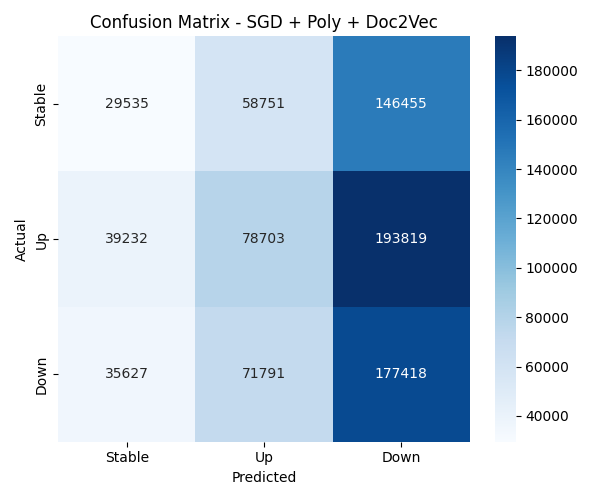 Confusion Matrix - SGD + Poly + Doc2Vec
Actual
Stable
29535 58751 146455
Up
39232 78703 193819
Down
35627 71791 177418
Stable Up Down
Predicted
180000
160000
140000
120000
100000
80000
60000
40000